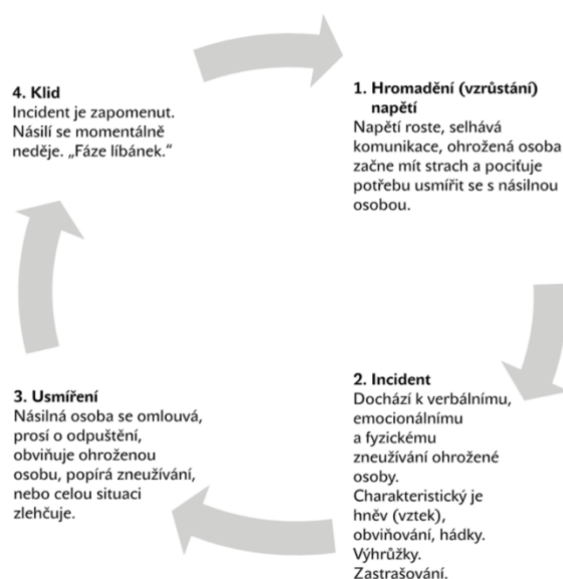 1. Hromadění (vzrůstání)
napětí
Napětí roste, selhává
komunikace, ohrožená osoba
začne mít strach a pociťuje
potřebu usmířit se s násilnou
osobou.
2. Incident
Dochází k verbálnímu,
emocionálnímu
a fyzickému
zneužívání ohrožené
osoby.
Charakteristický je
hněv (vztek),
obviňování, hádky.
Výhrůžky.
Zastrašování.
3. Usmíření
Násilná osoba se omlouvá,
prosí o odpuštění,
obviňuje ohroženou
osobu, popírá zneužívání,
nebo celou situaci
zlehčuje.
4. Klid
Incident je zapomenut.
Násilí se momentálně
neděje. „Fáze líbánek.“